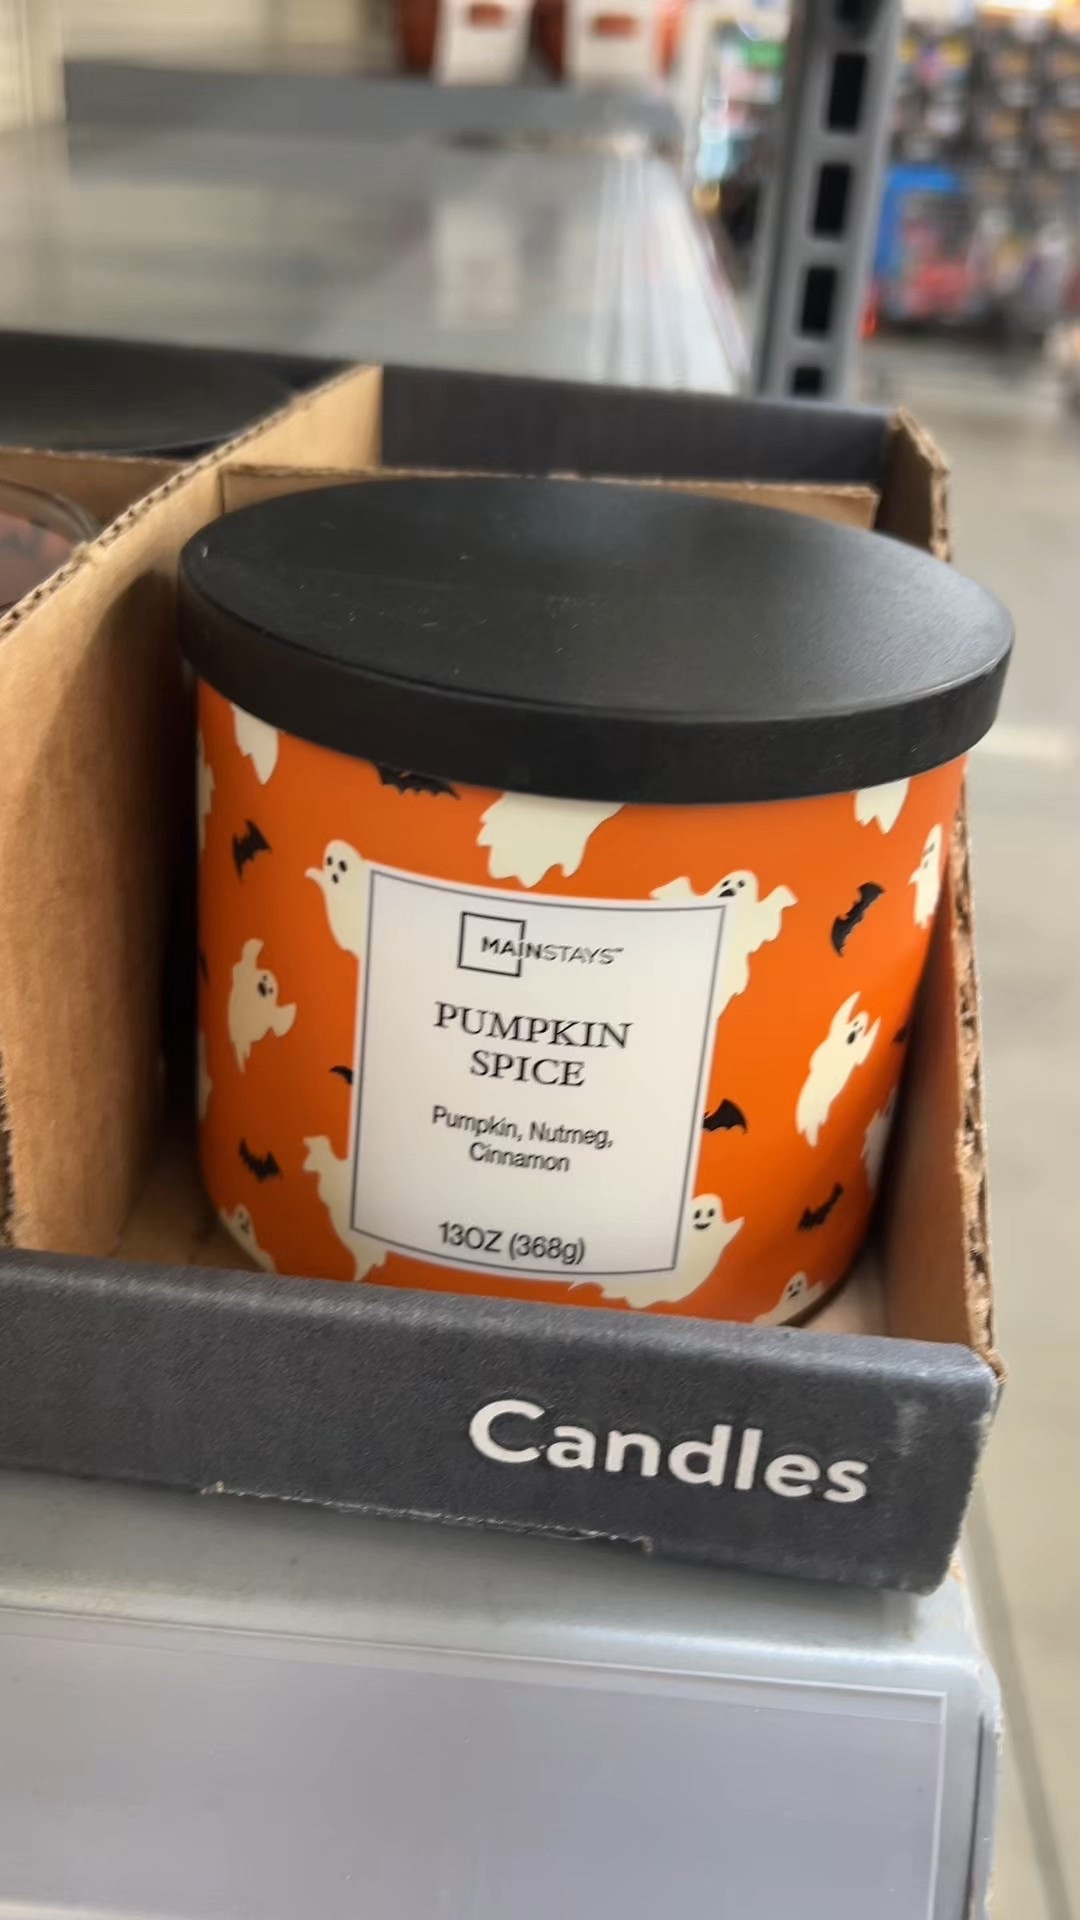 MAINSTAYS™
PUMPKIN
SPICE
Pumpkin, Nutmeg,
Cinnamon
13OZ (368g)
Candles